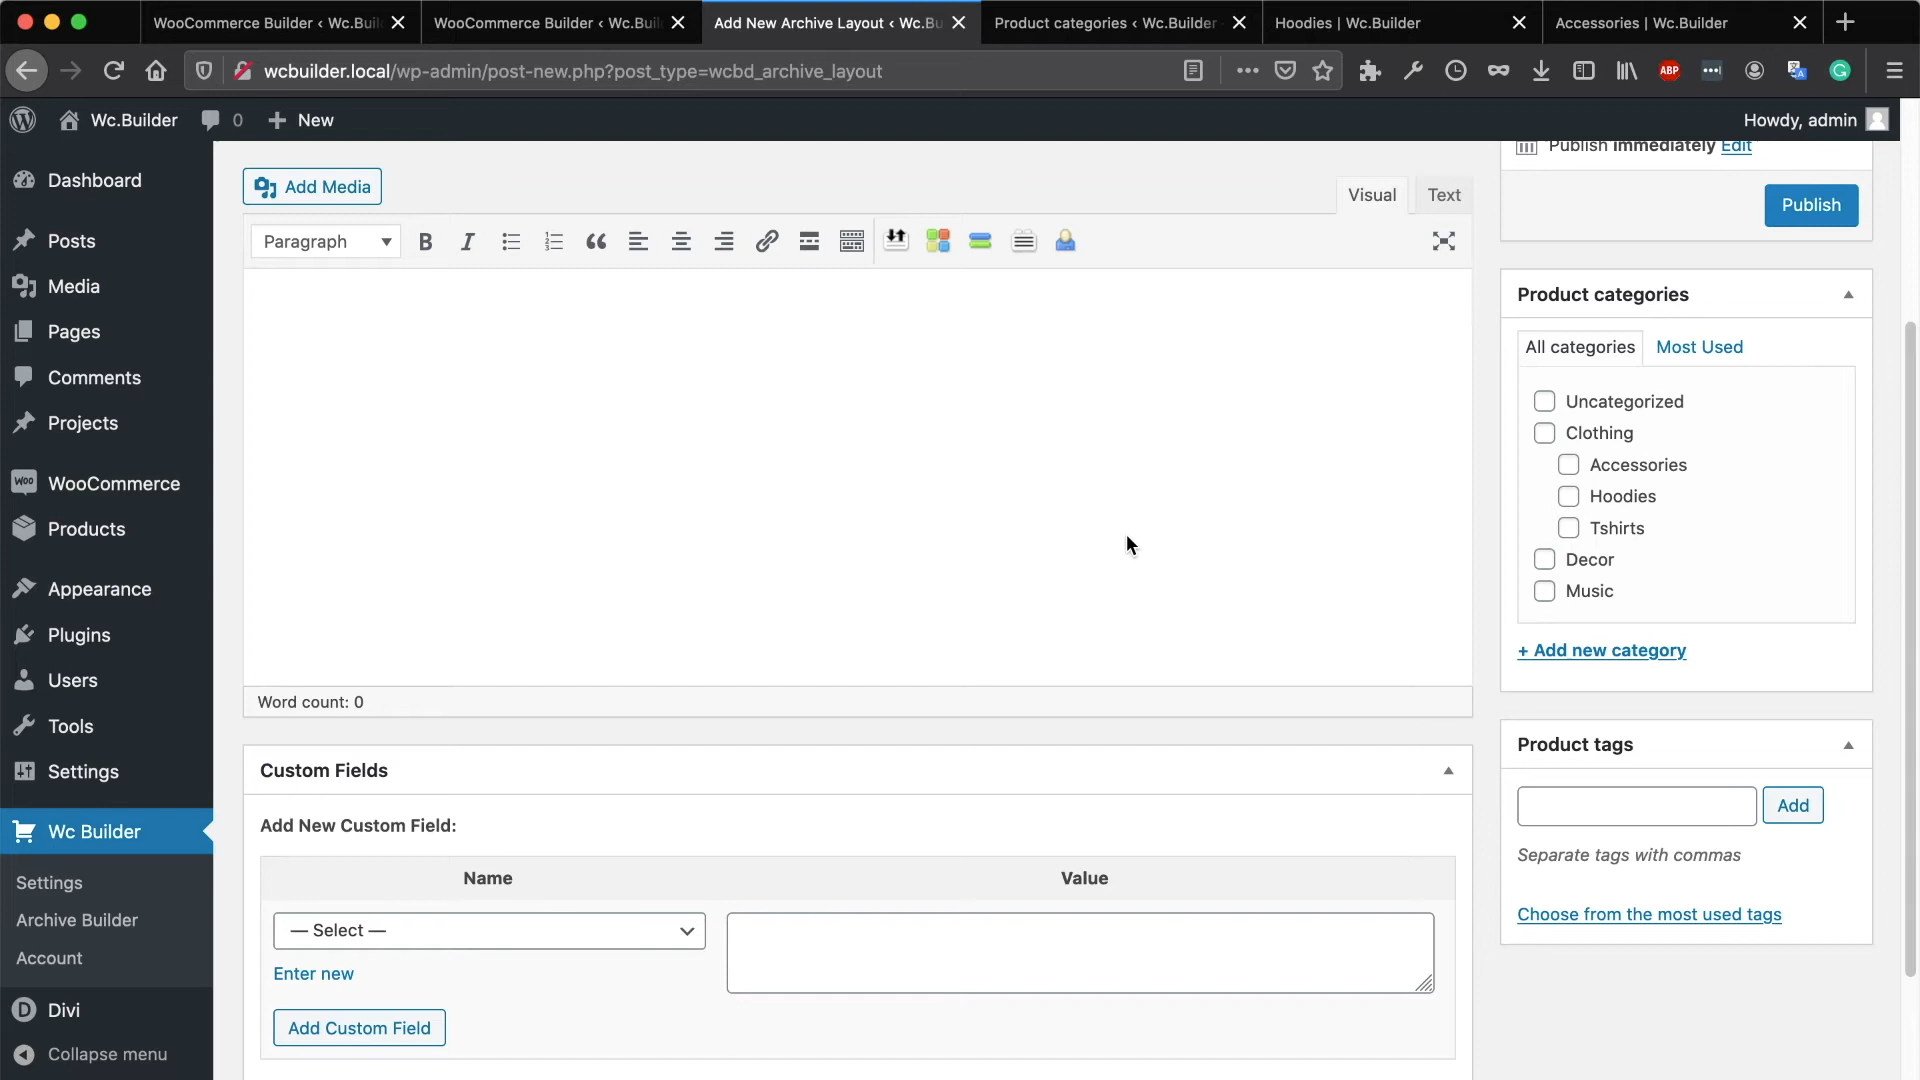 WooCommerce Builder ‹ Wc.Buil
WooCommerce Builder ‹ Wc.Buil
Add New Archive Layout ‹ Wc.Bu
Product categories ‹ Wc.Builder
Hoodies | Wc.Builder
Accessories | Wc.Builder
wcbuilder.local/wp-admin/post-new.php?post_type=wcbd_archive_layout
ABP
Wc.Builder
0
+ New
Howdy, admin
Dashboard
Posts
Media
Pages
Comments
Projects
WOO
WooCommerce
Products
Appearance
Plugins
Users
Tools
Settings
Wc Builder
Settings
Archive Builder
Account
D
Divi
Collapse menu
Add Media
Visual
Text
Paragraph
B
I
Word count: 0
Custom Fields
Add New Custom Field:
Name
Value
— Select —
Enter new
Add Custom Field
Publish immediately Edit
Publish
Product categories
All categories
Most Used
Uncategorized
Clothing
Accessories
Hoodies
Tshirts
Decor
Music
+ Add new category
Product tags
Add
Separate tags with commas
Choose from the most used tags